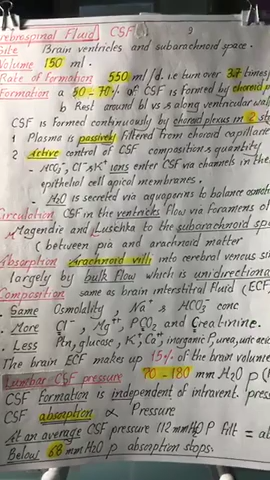 Cerebrospinal Fluid CSF 9
Site Brain ventricles and subarachnoid space.
Volume 150 ml.
Rate of formation 550 ml/d. i.e turn over 3.7 times
Formation a 50-70% of CSF is formed by choroid p
b Rest around bl vs,s along ventricular wal
CSF is formed continuously by choroid plexus in 2 st
1 Plasma is passively filtered from choroid capillaries
2 Active control of CSF composition & quantity
- HCO3-, Cl- & K+ ions enter CSF via channels in the
epithelial cell apical membranes.
- H2O is secreted via aquaporins to balance osmotic
Circulation CSF in the ventricles flow via foramens of
Magendie and Luschka to the subarachnoid sp
(between pia and arachnoid matter
Absorption Arachnoid villi into cerebral venous si
largely by bulk flow which is unidirectional
Composition same as brain interstitial fluid (ECF
- Same Osmolality Na+ & HCO3- conc
- More Cl-, Mg++, PCO2 and Creatinine.
- Less Ptn, glucose, K+, Ca, inorganic P, urea, uric aci
The brain ECF makes up 15% of the brain volume
Lumbar CSF pressure 70-180 mm H2O p (
CSF Formation is independent of intravent. press
CSF absorption ∝ Pressure
At an average CSF pressure 112 mmH2O P filt = ab
Below 68 mmH2O p absorption stops.